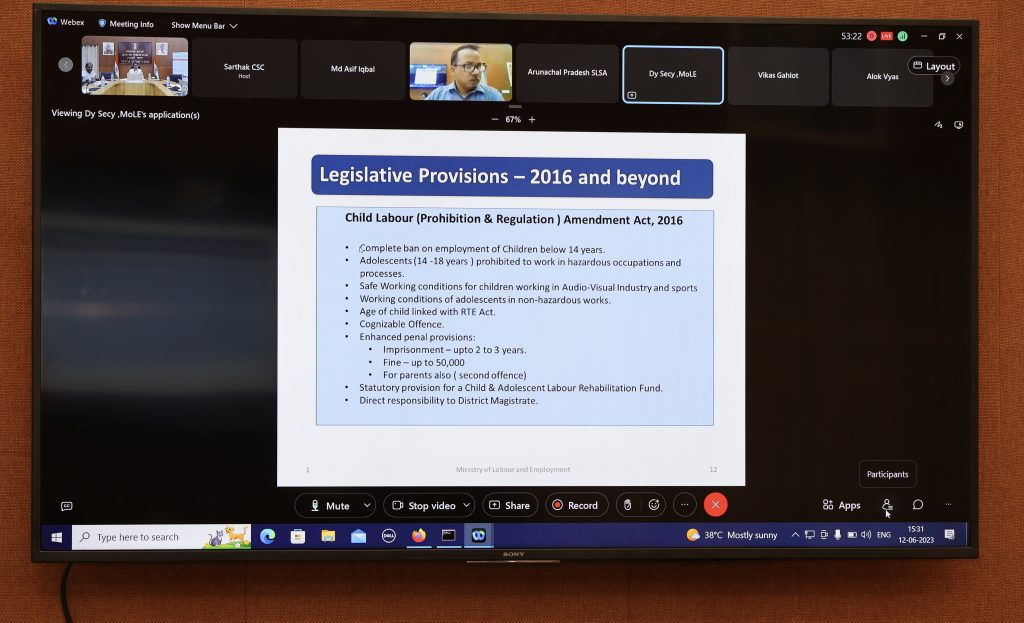 Webex
Meeting Info
Show Menu Bar
53:22
LIVE
Sarthak CSC
Host
Md Asif Iqbal
Arunachal Pradesh SLSA
Dy Secy ,MoLE
Vikas Gahlot
Alok Vyas
Layout
Viewing Dy Secy ,MoLE's application(s)
67%
Legislative Provisions – 2016 and beyond
Child Labour (Prohibition & Regulation ) Amendment Act, 2016
• Complete ban on employment of Children below 14 years.
• Adolescents (14 -18 years ) prohibited to work in hazardous occupations and
processes.
• Safe Working conditions for children working in Audio-Visual Industry and sports
• Working conditions of adolescents in non-hazardous works.
• Age of child linked with RTE Act.
• Cognizable Offence.
• Enhanced penal provisions:
• Imprisonment – upto 2 to 3 years.
• Fine – up to 50,000
• For parents also ( second offence)
• Statutory provision for a Child & Adolescent Labour Rehabilitation Fund.
• Direct responsibility to District Magistrate.
1
Ministry of Labour and Employment
12
Participants
CC
Mute
Stop video
Share
Record
Apps
Type here to search
DELL
38°C Mostly sunny
ENG
15:31
12-06-2023
SONY